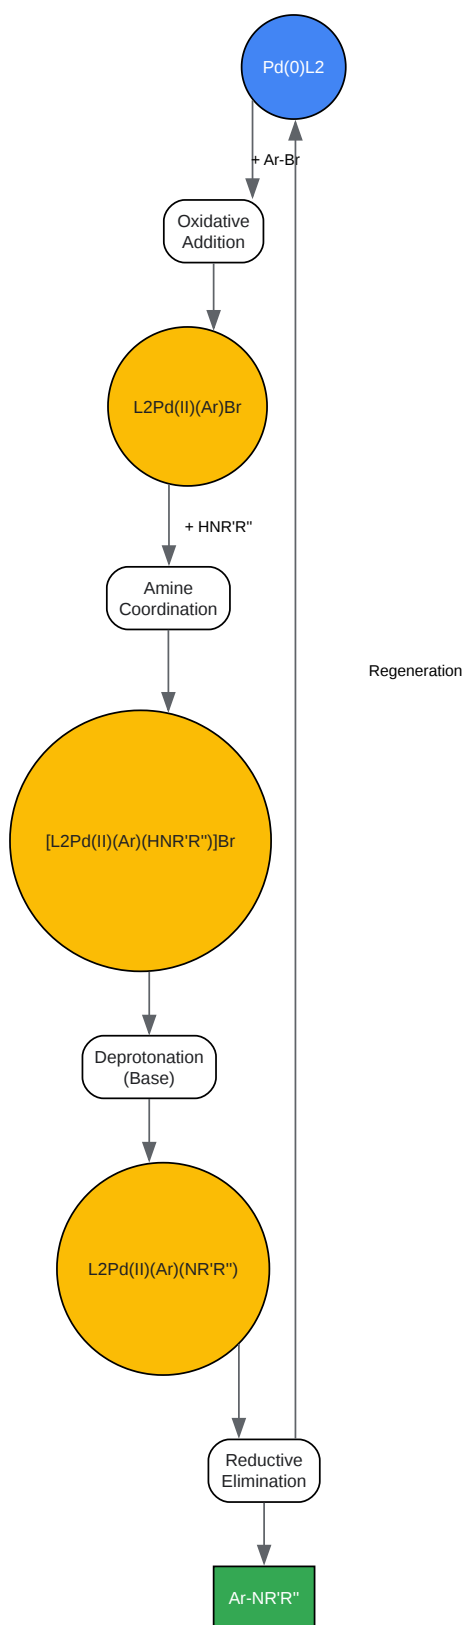 Pd(0)L2
+ Ar-Br
Oxidative
Addition
L2Pd(II)(Ar)Br
+ HNR'R"
Amine
Coordination
Regeneration
[L2Pd(II)(Ar)(HNR'R")]Br
Deprotonation
(Base)
L2Pd(II)(Ar)(NR'R")
Reductive
Elimination
Ar-NR'R"